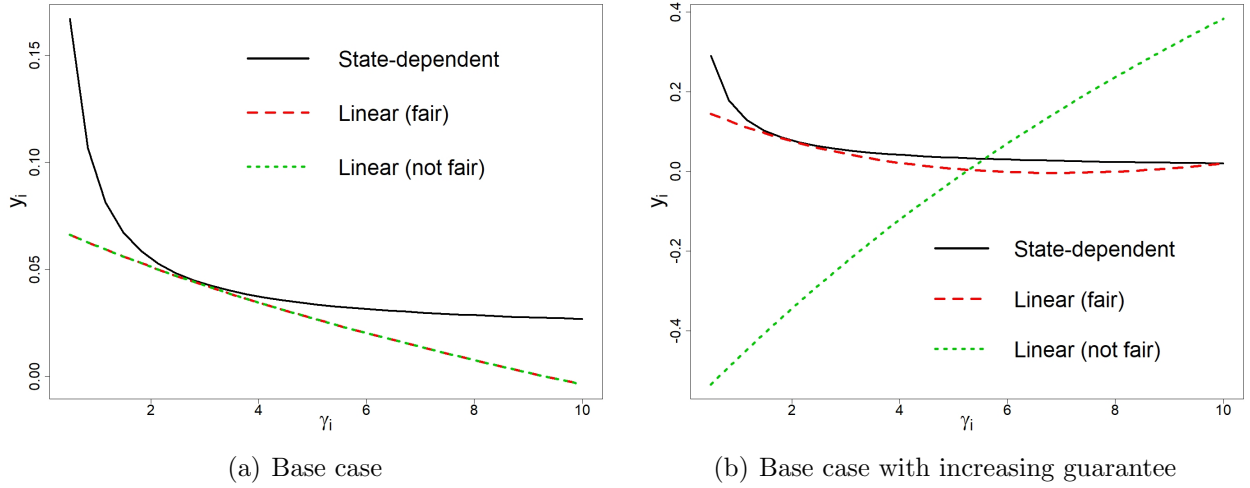 0.15
0.10
0.05
0.00
y_i
State-dependent
Linear (fair)
Linear (not fair)
2 4 6 8 10
γ_i
(a) Base case
0.4
0.2
0.0
-0.2
-0.4
y_i
State-dependent
Linear (fair)
Linear (not fair)
2 4 6 8 10
γ_i
(b) Base case with increasing guarantee